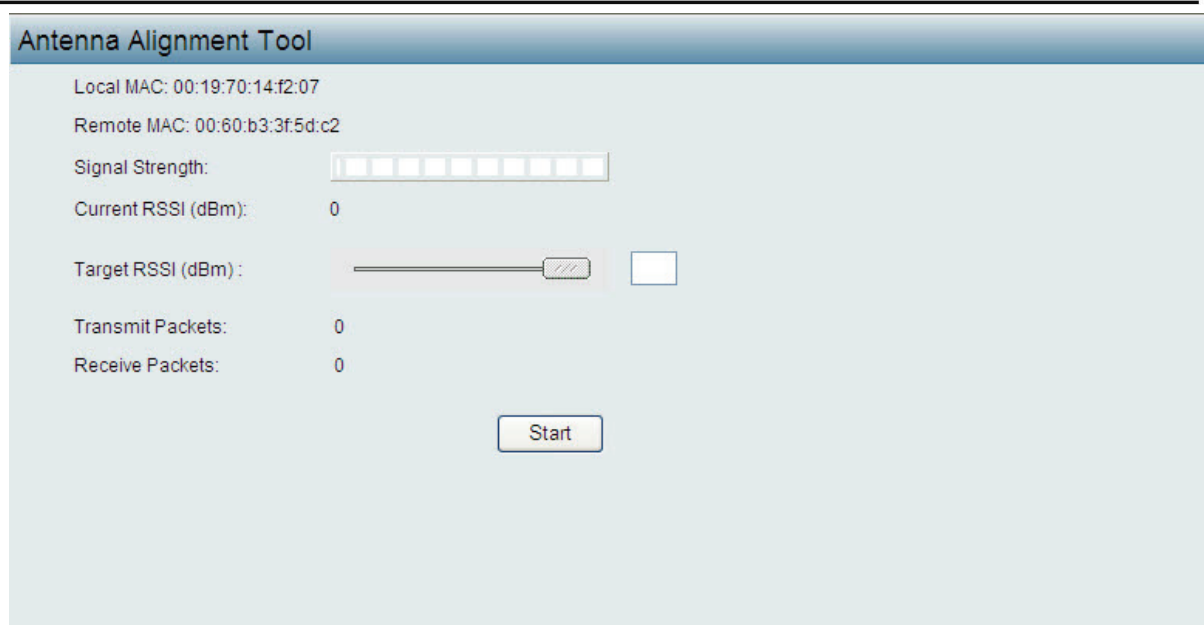 Antenna Alignment Tool
Local MAC: 00:19:70:14:f2:07
Remote MAC: 00:60:b3:3f:5d:c2
Signal Strength:
Current RSSI (dBm): 0
Target RSSI (dBm) :
Transmit Packets: 0
Receive Packets: 0
Start